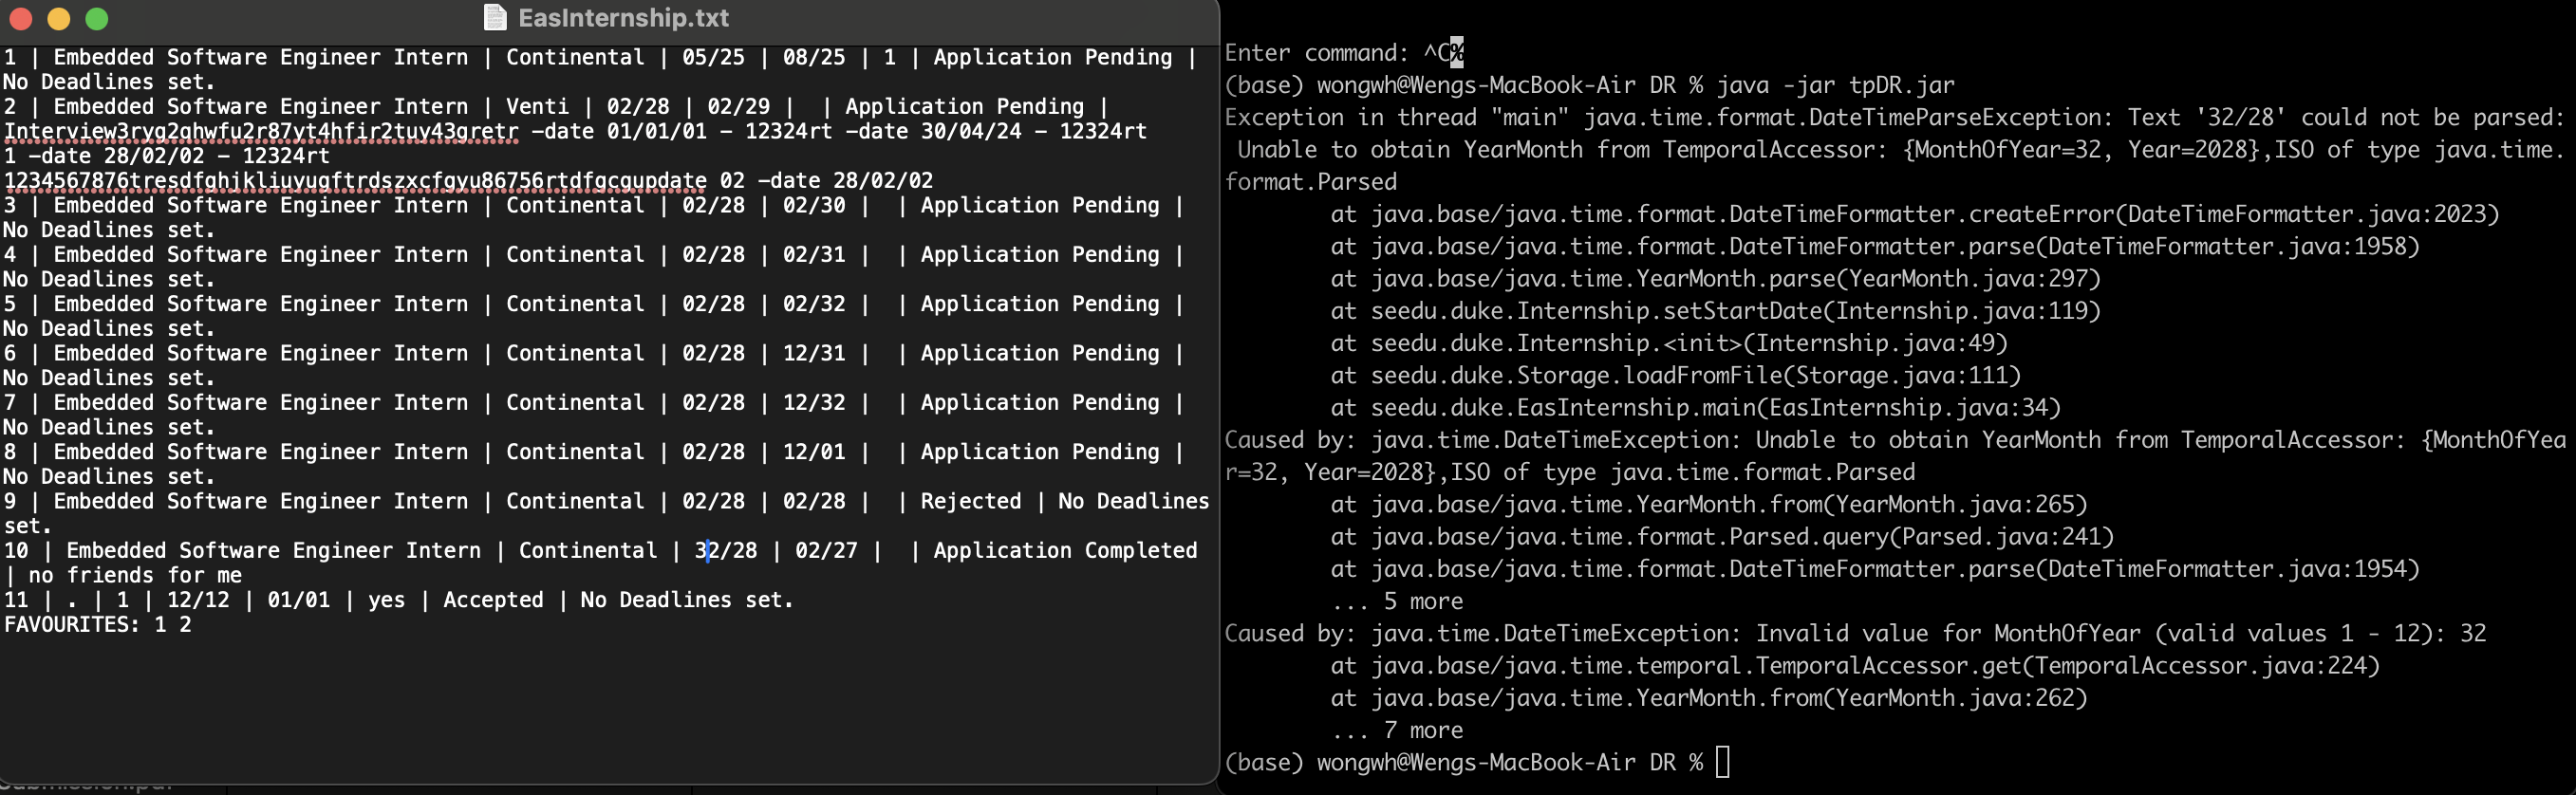 EasInternship.txt
1 | Embedded Software Engineer Intern | Continental | 05/25 | 08/25 | 1 | Application Pending |
No Deadlines set.
2 | Embedded Software Engineer Intern | Venti | 02/28 | 02/29 |  | Application Pending |
Interview3ryg2ghwfu2r87yt4hfir2tuy43gretr -date 01/01/01 - 12324rt -date 30/04/24 - 12324rt
1 -date 28/02/02 - 12324rt
1234567876tresdfghjkliuyugftrdszxcfgyu86756rtdfgcgupdate 02 -date 28/02/02
3 | Embedded Software Engineer Intern | Continental | 02/28 | 02/30 |  | Application Pending |
No Deadlines set.
4 | Embedded Software Engineer Intern | Continental | 02/28 | 02/31 |  | Application Pending |
No Deadlines set.
5 | Embedded Software Engineer Intern | Continental | 02/28 | 02/32 |  | Application Pending |
No Deadlines set.
6 | Embedded Software Engineer Intern | Continental | 02/28 | 12/31 |  | Application Pending |
No Deadlines set.
7 | Embedded Software Engineer Intern | Continental | 02/28 | 12/32 |  | Application Pending |
No Deadlines set.
8 | Embedded Software Engineer Intern | Continental | 02/28 | 12/01 |  | Application Pending |
No Deadlines set.
9 | Embedded Software Engineer Intern | Continental | 02/28 | 02/28 |  | Rejected | No Deadlines
set.
10 | Embedded Software Engineer Intern | Continental | 32/28 | 02/27 |  | Application Completed
| no friends for me
11 | . | 1 | 12/12 | 01/01 | yes | Accepted | No Deadlines set.
FAVOURITES: 1 2
Enter command: ^C%
(base) wongwh@Wengs-MacBook-Air DR % java -jar tpDR.jar
Exception in thread "main" java.time.format.DateTimeParseException: Text '32/28' could not be parsed:
 Unable to obtain YearMonth from TemporalAccessor: {MonthOfYear=32, Year=2028},ISO of type java.time.
format.Parsed
at java.base/java.time.format.DateTimeFormatter.createError(DateTimeFormatter.java:2023)
at java.base/java.time.format.DateTimeFormatter.parse(DateTimeFormatter.java:1958)
at java.base/java.time.YearMonth.parse(YearMonth.java:297)
at seedu.duke.Internship.setStartDate(Internship.java:119)
at seedu.duke.Internship.<init>(Internship.java:49)
at seedu.duke.Storage.loadFromFile(Storage.java:111)
at seedu.duke.EasInternship.main(EasInternship.java:34)
Caused by: java.time.DateTimeException: Unable to obtain YearMonth from TemporalAccessor: {MonthOfYea
r=32, Year=2028},ISO of type java.time.format.Parsed
at java.base/java.time.YearMonth.from(YearMonth.java:265)
at java.base/java.time.format.Parsed.query(Parsed.java:241)
at java.base/java.time.format.DateTimeFormatter.parse(DateTimeFormatter.java:1954)
... 5 more
Caused by: java.time.DateTimeException: Invalid value for MonthOfYear (valid values 1 - 12): 32
at java.base/java.time.temporal.TemporalAccessor.get(TemporalAccessor.java:224)
at java.base/java.time.YearMonth.from(YearMonth.java:262)
... 7 more
(base) wongwh@Wengs-MacBook-Air DR %